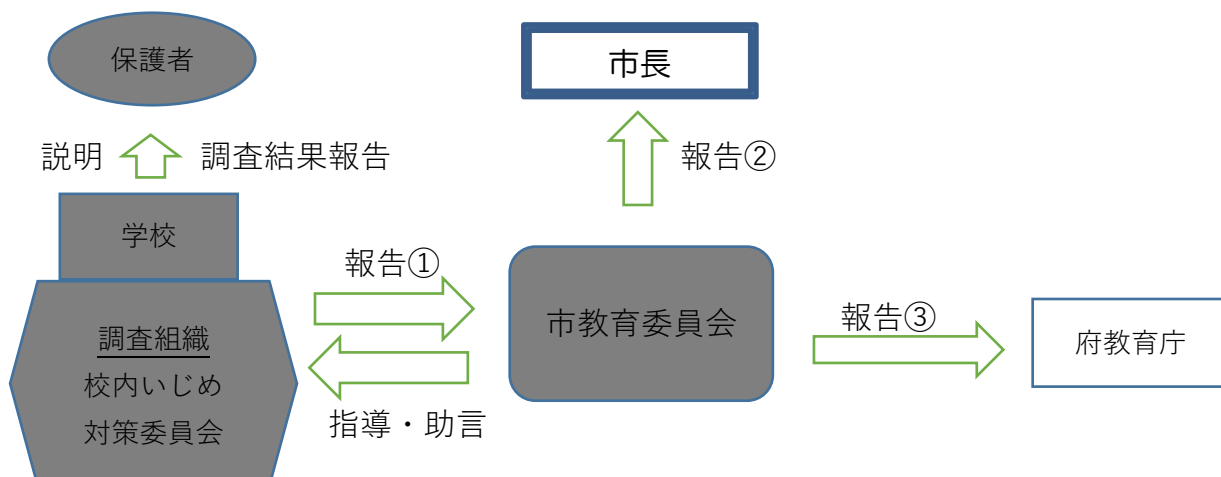 保護者
市長
説明
調査結果報告
報告②
学校
報告①
調査組織
校内いじめ
対策委員会
市教育委員会
報告③
府教育庁
指導・助言